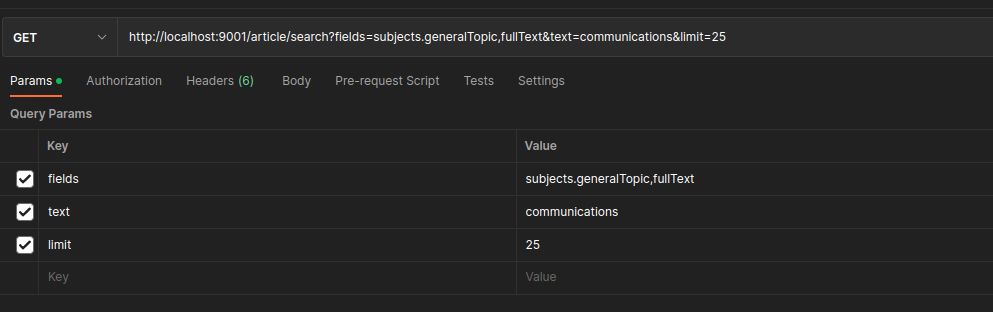 GET http://localhost:9001/article/search?fields=subjects.generalTopic,fullText&text=communications&limit=25
Params Authorization Headers (6) Body Pre-request Script Tests Settings
Query Params
Key Value
fields subjects.generalTopic,fullText
text communications
limit 25
Key Value